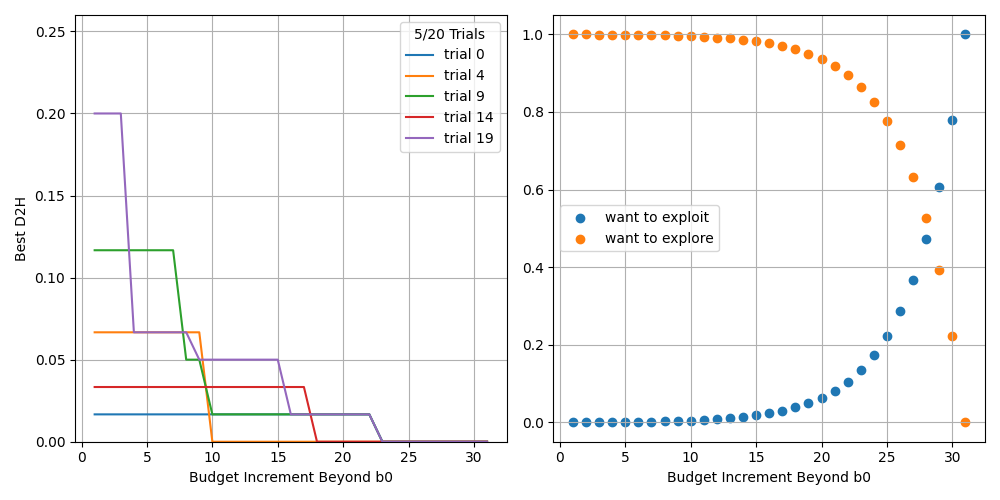 0.25
0.20
0.15
0.10
0.05
0.00
Best D2H
5/20 Trials
trial 0
trial 4
trial 9
trial 14
trial 19
0 5 10 15 20 25 30
Budget Increment Beyond b0
1.0
0.8
0.6
0.4
0.2
0.0
want to exploit
want to explore
0 5 10 15 20 25 30
Budget Increment Beyond b0